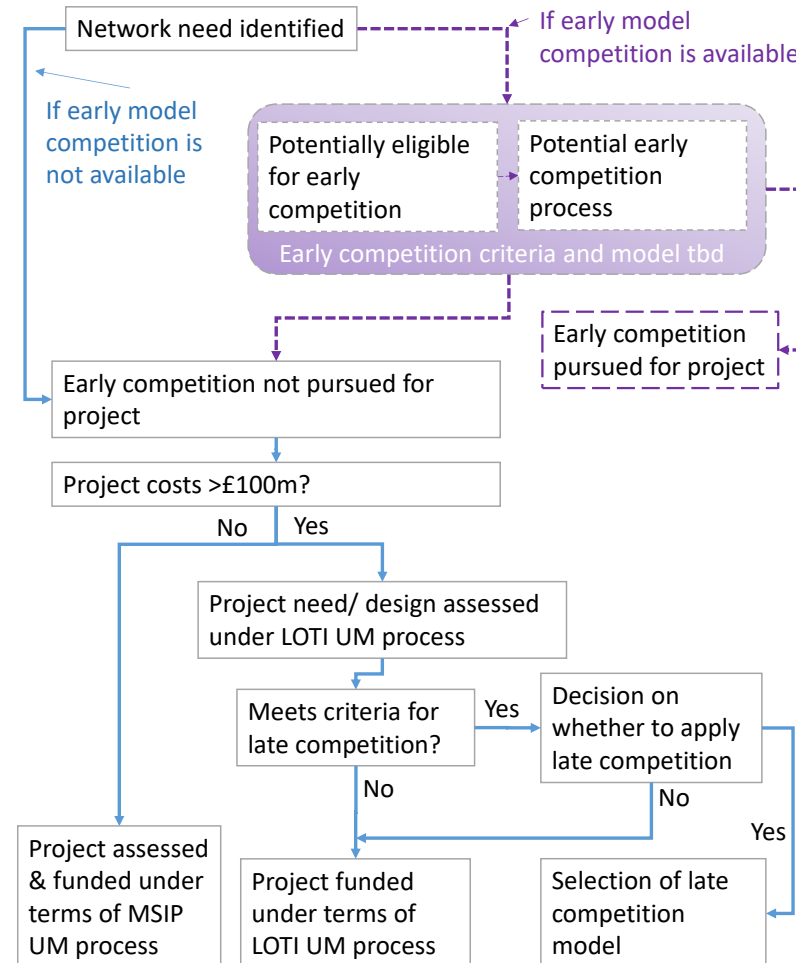 Network need identified
If early model
competition is available
If early model
competition is
not available
Potentially eligible
for early
competition
Potential early
competition
process
Early competition criteria and model tbd
Early competition
pursued for project
Early competition not pursued for
project
Project costs >£100m?
No
Yes
Project need/ design assessed
under LOTI UM process
Meets criteria for
late competition?
Yes
Decision on
whether to apply
late competition
No
No
Yes
Project assessed
& funded under
terms of MSIP
UM process
Project funded
under terms of
LOTI UM process
Selection of late
competition
model